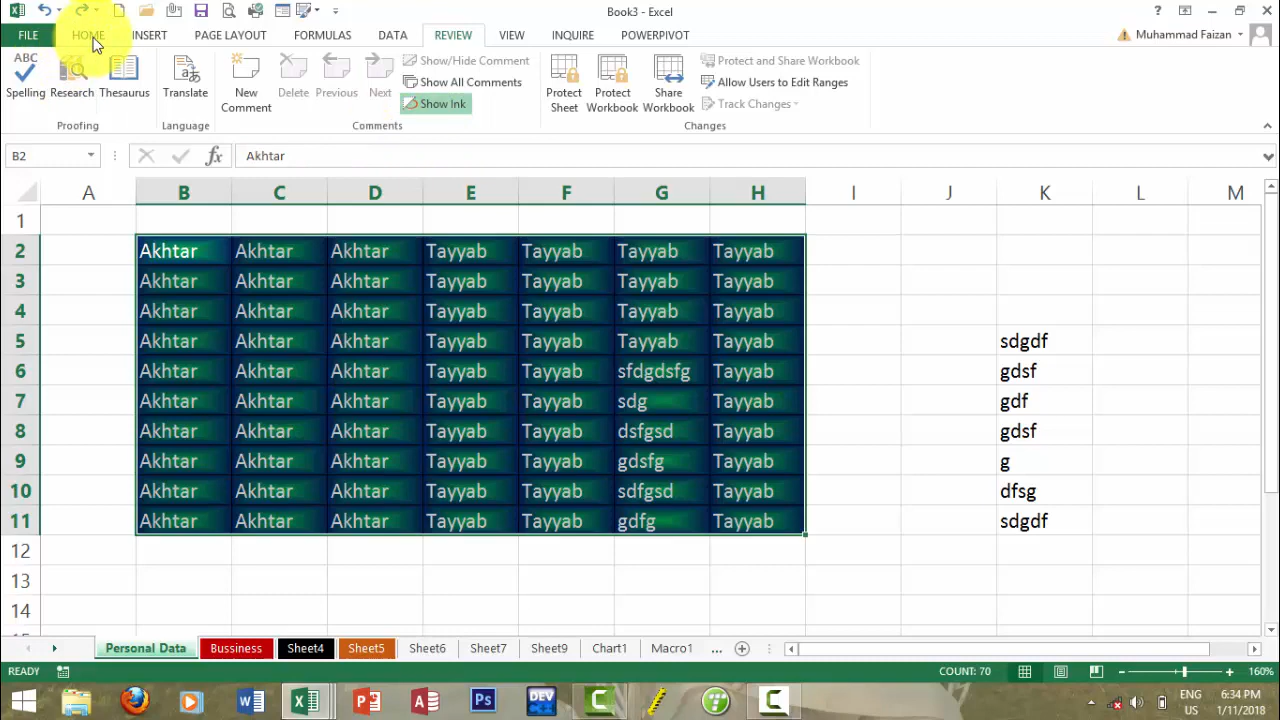 Book3 - Excel
FILE HOME INSERT PAGE LAYOUT FORMULAS DATA REVIEW VIEW INQUIRE POWERPIVOT Muhammad Faizan
ABC
Spelling Research Thesaurus
Proofing
Translate
Language
New Comment Delete Previous Next
Show/Hide Comment
Show All Comments
Show Ink
Comments
Protect Sheet Protect Workbook Share Workbook
Protect and Share Workbook
Allow Users to Edit Ranges
Track Changes
Changes
B2 fx Akhtar
A B C D E F G H I J K L M
1
2 Akhtar Akhtar Akhtar Tayyab Tayyab Tayyab Tayyab
3 Akhtar Akhtar Akhtar Tayyab Tayyab Tayyab Tayyab
4 Akhtar Akhtar Akhtar Tayyab Tayyab Tayyab Tayyab
5 Akhtar Akhtar Akhtar Tayyab Tayyab Tayyab Tayyab sdgdf
6 Akhtar Akhtar Akhtar Tayyab Tayyab sfdgdsfg Tayyab gdsf
7 Akhtar Akhtar Akhtar Tayyab Tayyab sdg Tayyab gdf
8 Akhtar Akhtar Akhtar Tayyab Tayyab dsfgsd Tayyab gdsf
9 Akhtar Akhtar Akhtar Tayyab Tayyab gdsfg Tayyab g
10 Akhtar Akhtar Akhtar Tayyab Tayyab sdfgsd Tayyab dfsg
11 Akhtar Akhtar Akhtar Tayyab Tayyab gdfg Tayyab sdgdf
12
13
14
Personal Data Bussiness Sheet4 Sheet5 Sheet6 Sheet7 Sheet9 Chart1 Macro1 ...
READY COUNT: 70 160%
DEV
Ps
ENG 6:34 PM
US 1/11/2018